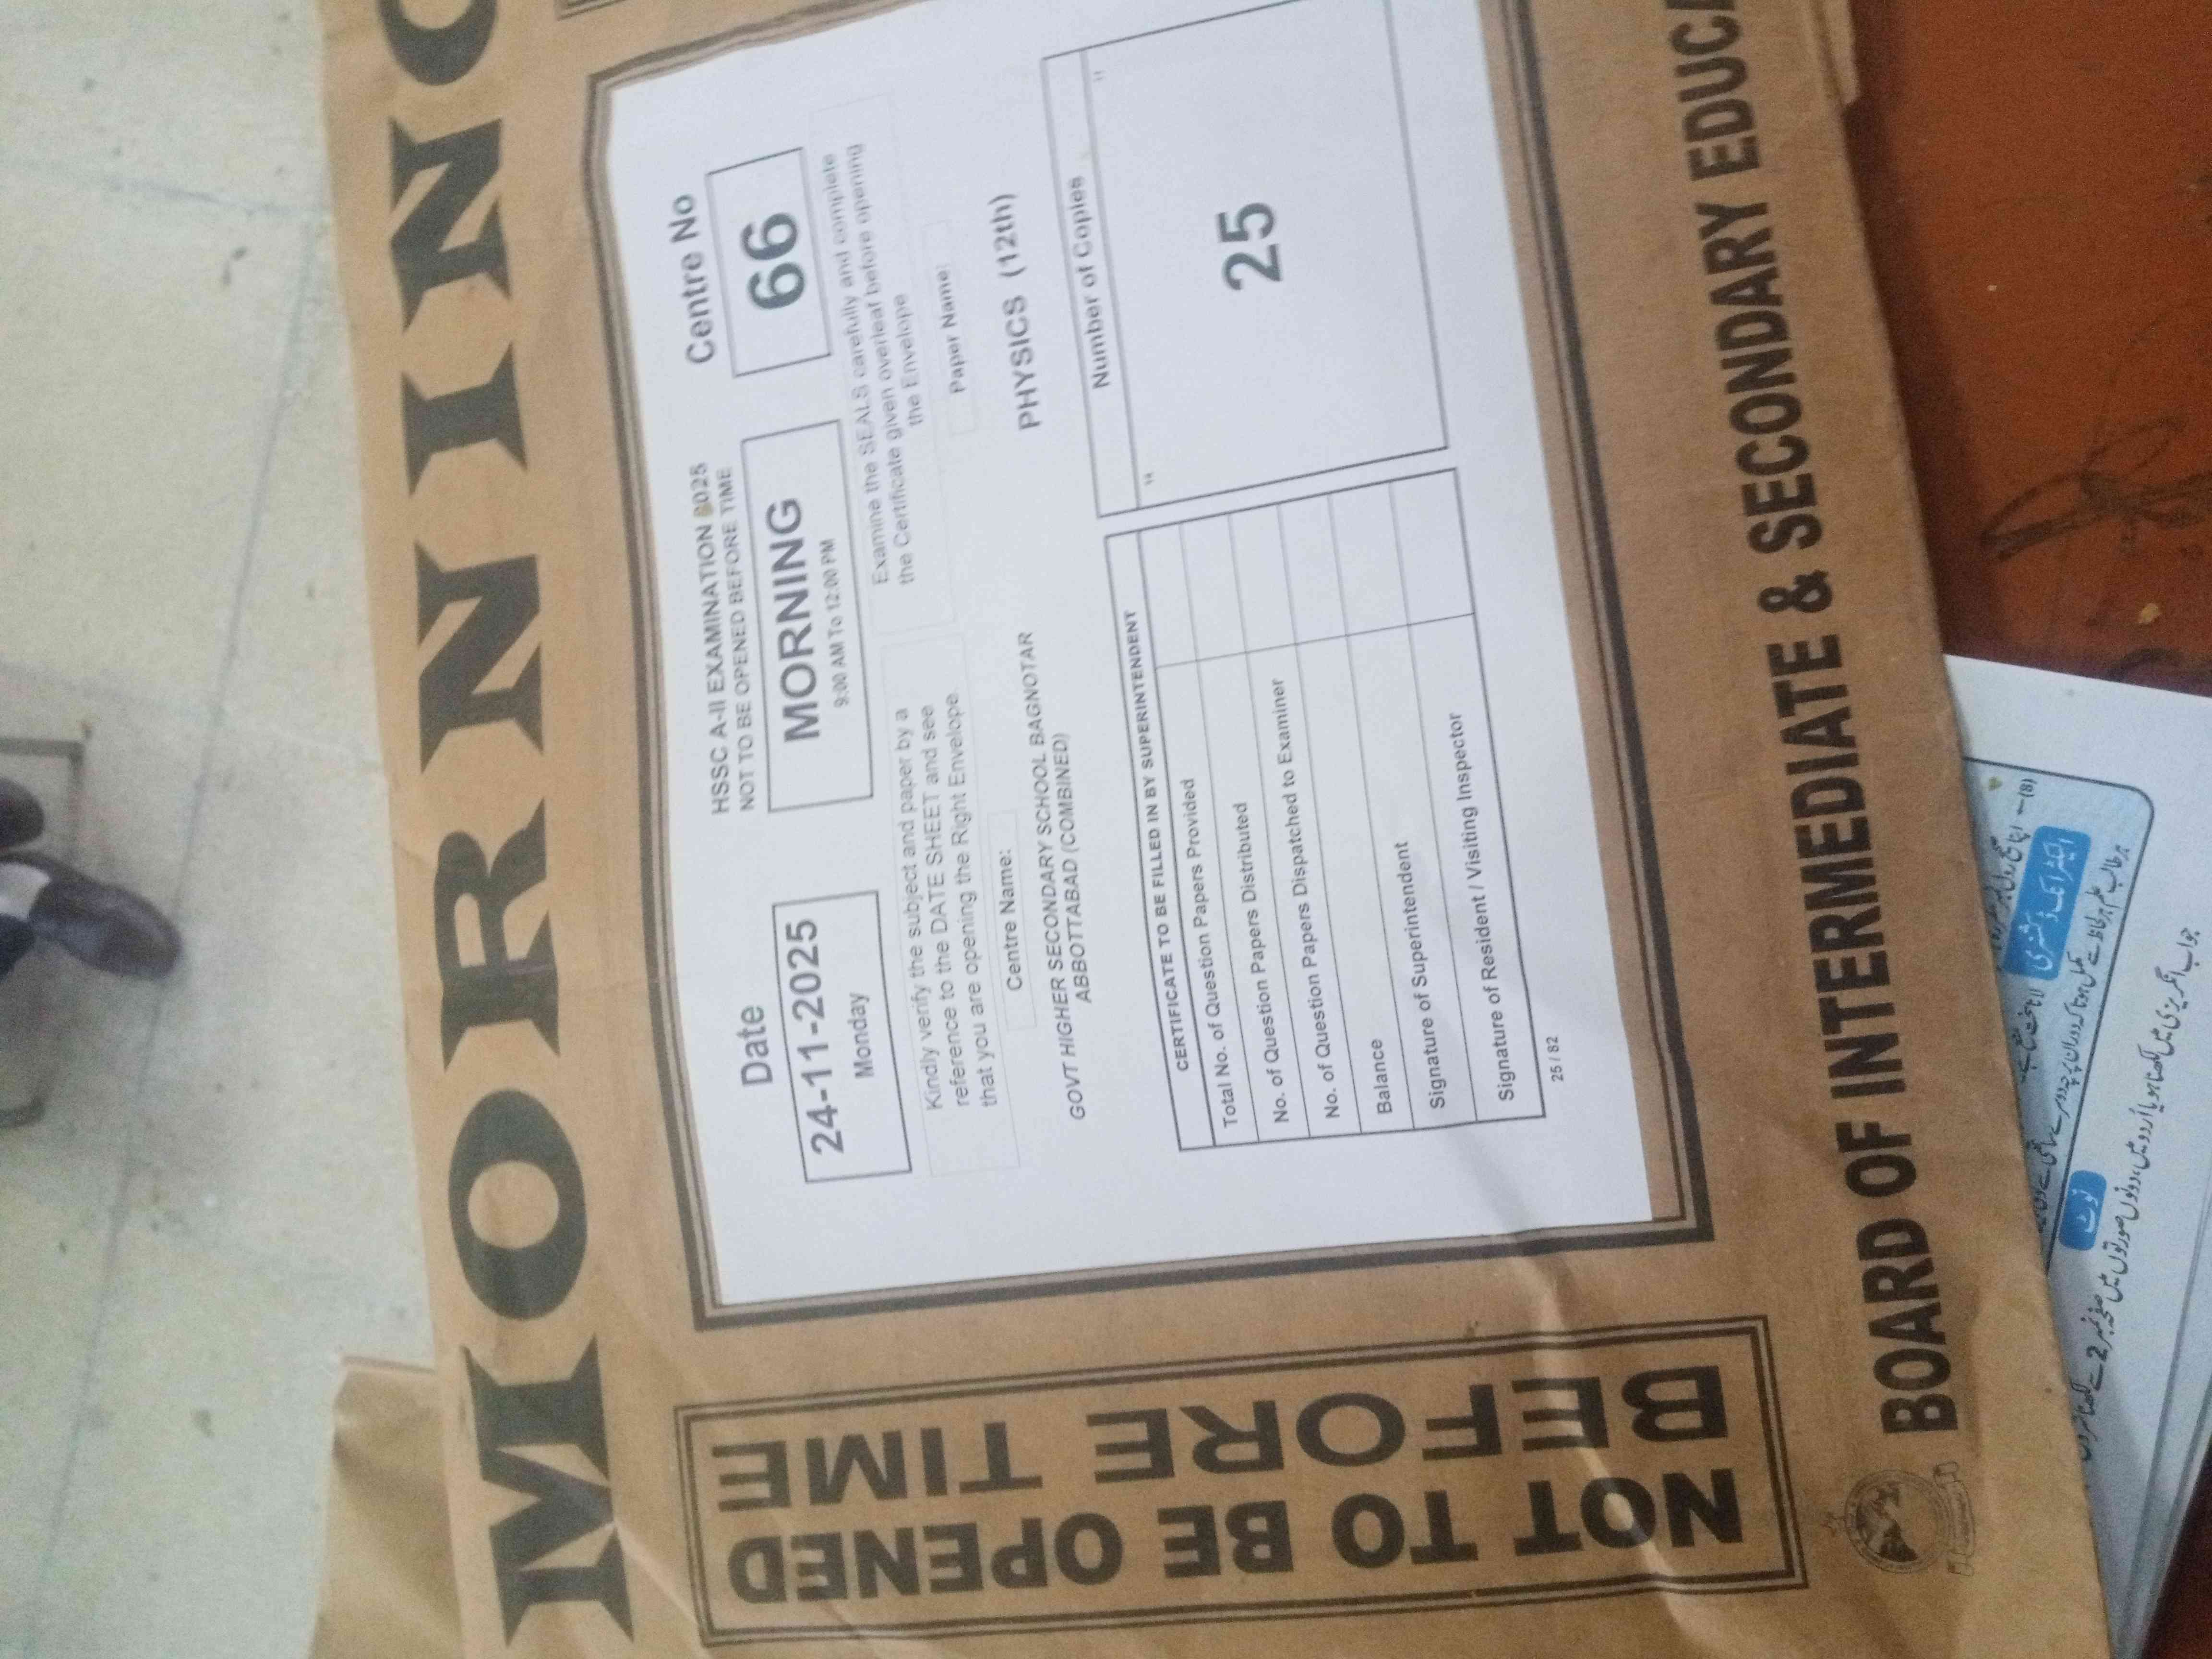 MORNING
Date
24-11-2025
Monday
HSSC A-II EXAMINATION 2025
NOT TO BE OPENED BEFORE TIME
MORNING
9:00 AM To 12:00 PM
Centre No
66
Kindly verify the subject and paper by a
reference to the DATE SHEET and see
that you are opening the Right Envelope
Examine the SEALS carefully and complete
the Certificate given overleaf before opening
the Envelope
Centre Name:
GOVT HIGHER SECONDARY SCHOOL BAGNOTAR
ABBOTTABAD (COMBINED)
Paper Name:
PHYSICS (12th)
CERTIFICATE TO BE FILLED IN BY SUPERINTENDENT
Total No. of Question Papers Provided
No. of Question Papers Distributed
No. of Question Papers Dispatched to Examiner
Balance
Signature of Superintendent
Signature of Resident / Visiting Inspector
Number of Copies
25
25 / 82
NOT TO BE OPENED
BEFORE TIME
BOARD OF INTERMEDIATE & SECONDARY EDUCA
الیکٹرانک ڈکشنری
نوٹ